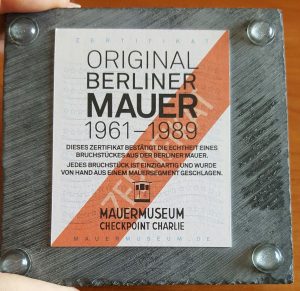 ZERTIFIKAT
ORIGINAL
BERLINER
MAUER
1961–1989
DIESES ZERTIFIKAT BESTÄTIGT DIE ECHTHEIT EINES
BRUCHSTÜCKES AUS DER BERLINER MAUER.
JEDES BRUCHSTÜCK IST EINZIGARTIG UND WURDE
VON HAND AUS EINEM MAUERSEGMENT GESCHLAGEN.
ZERTIFIKAT
MAUERMUSEUM
CHECKPOINT CHARLIE
MAUERMUSEUM.DE